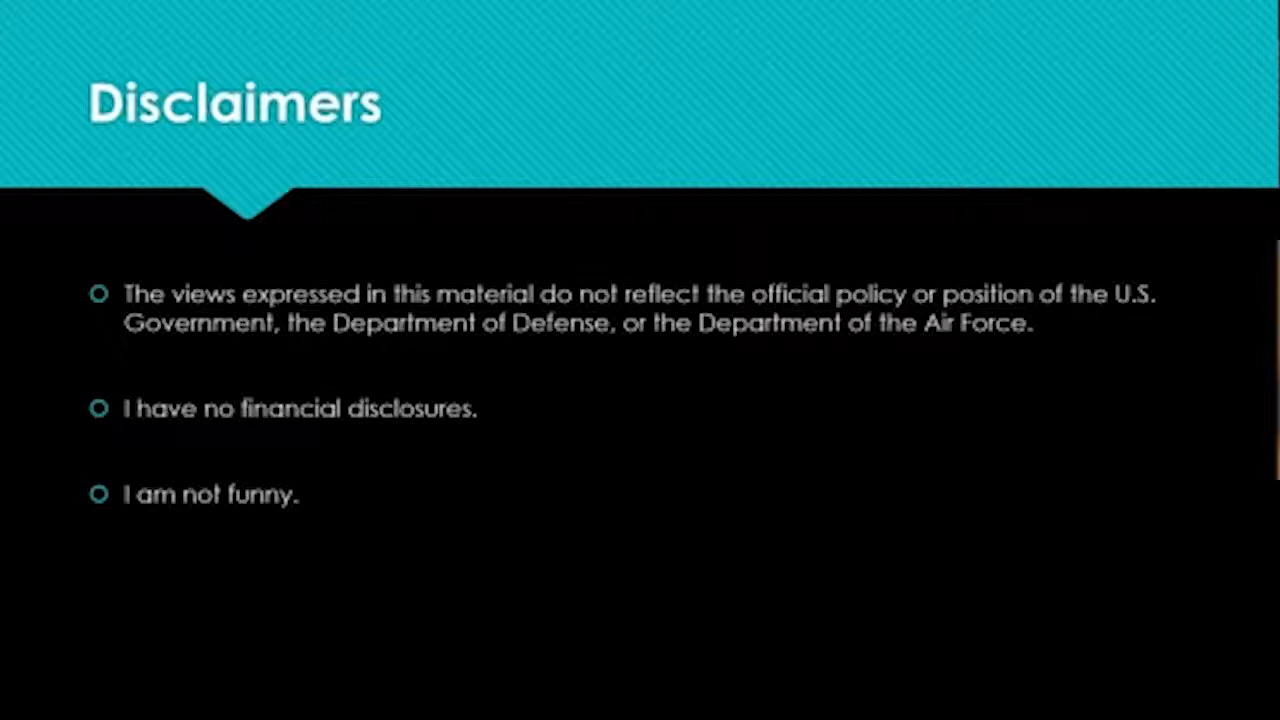 Disclaimers
The views expressed in this material do not reflect the official policy or position of the U.S.
Government, the Department of Defense, or the Department of the Air Force.
I have no financial disclosures.
I am not funny.